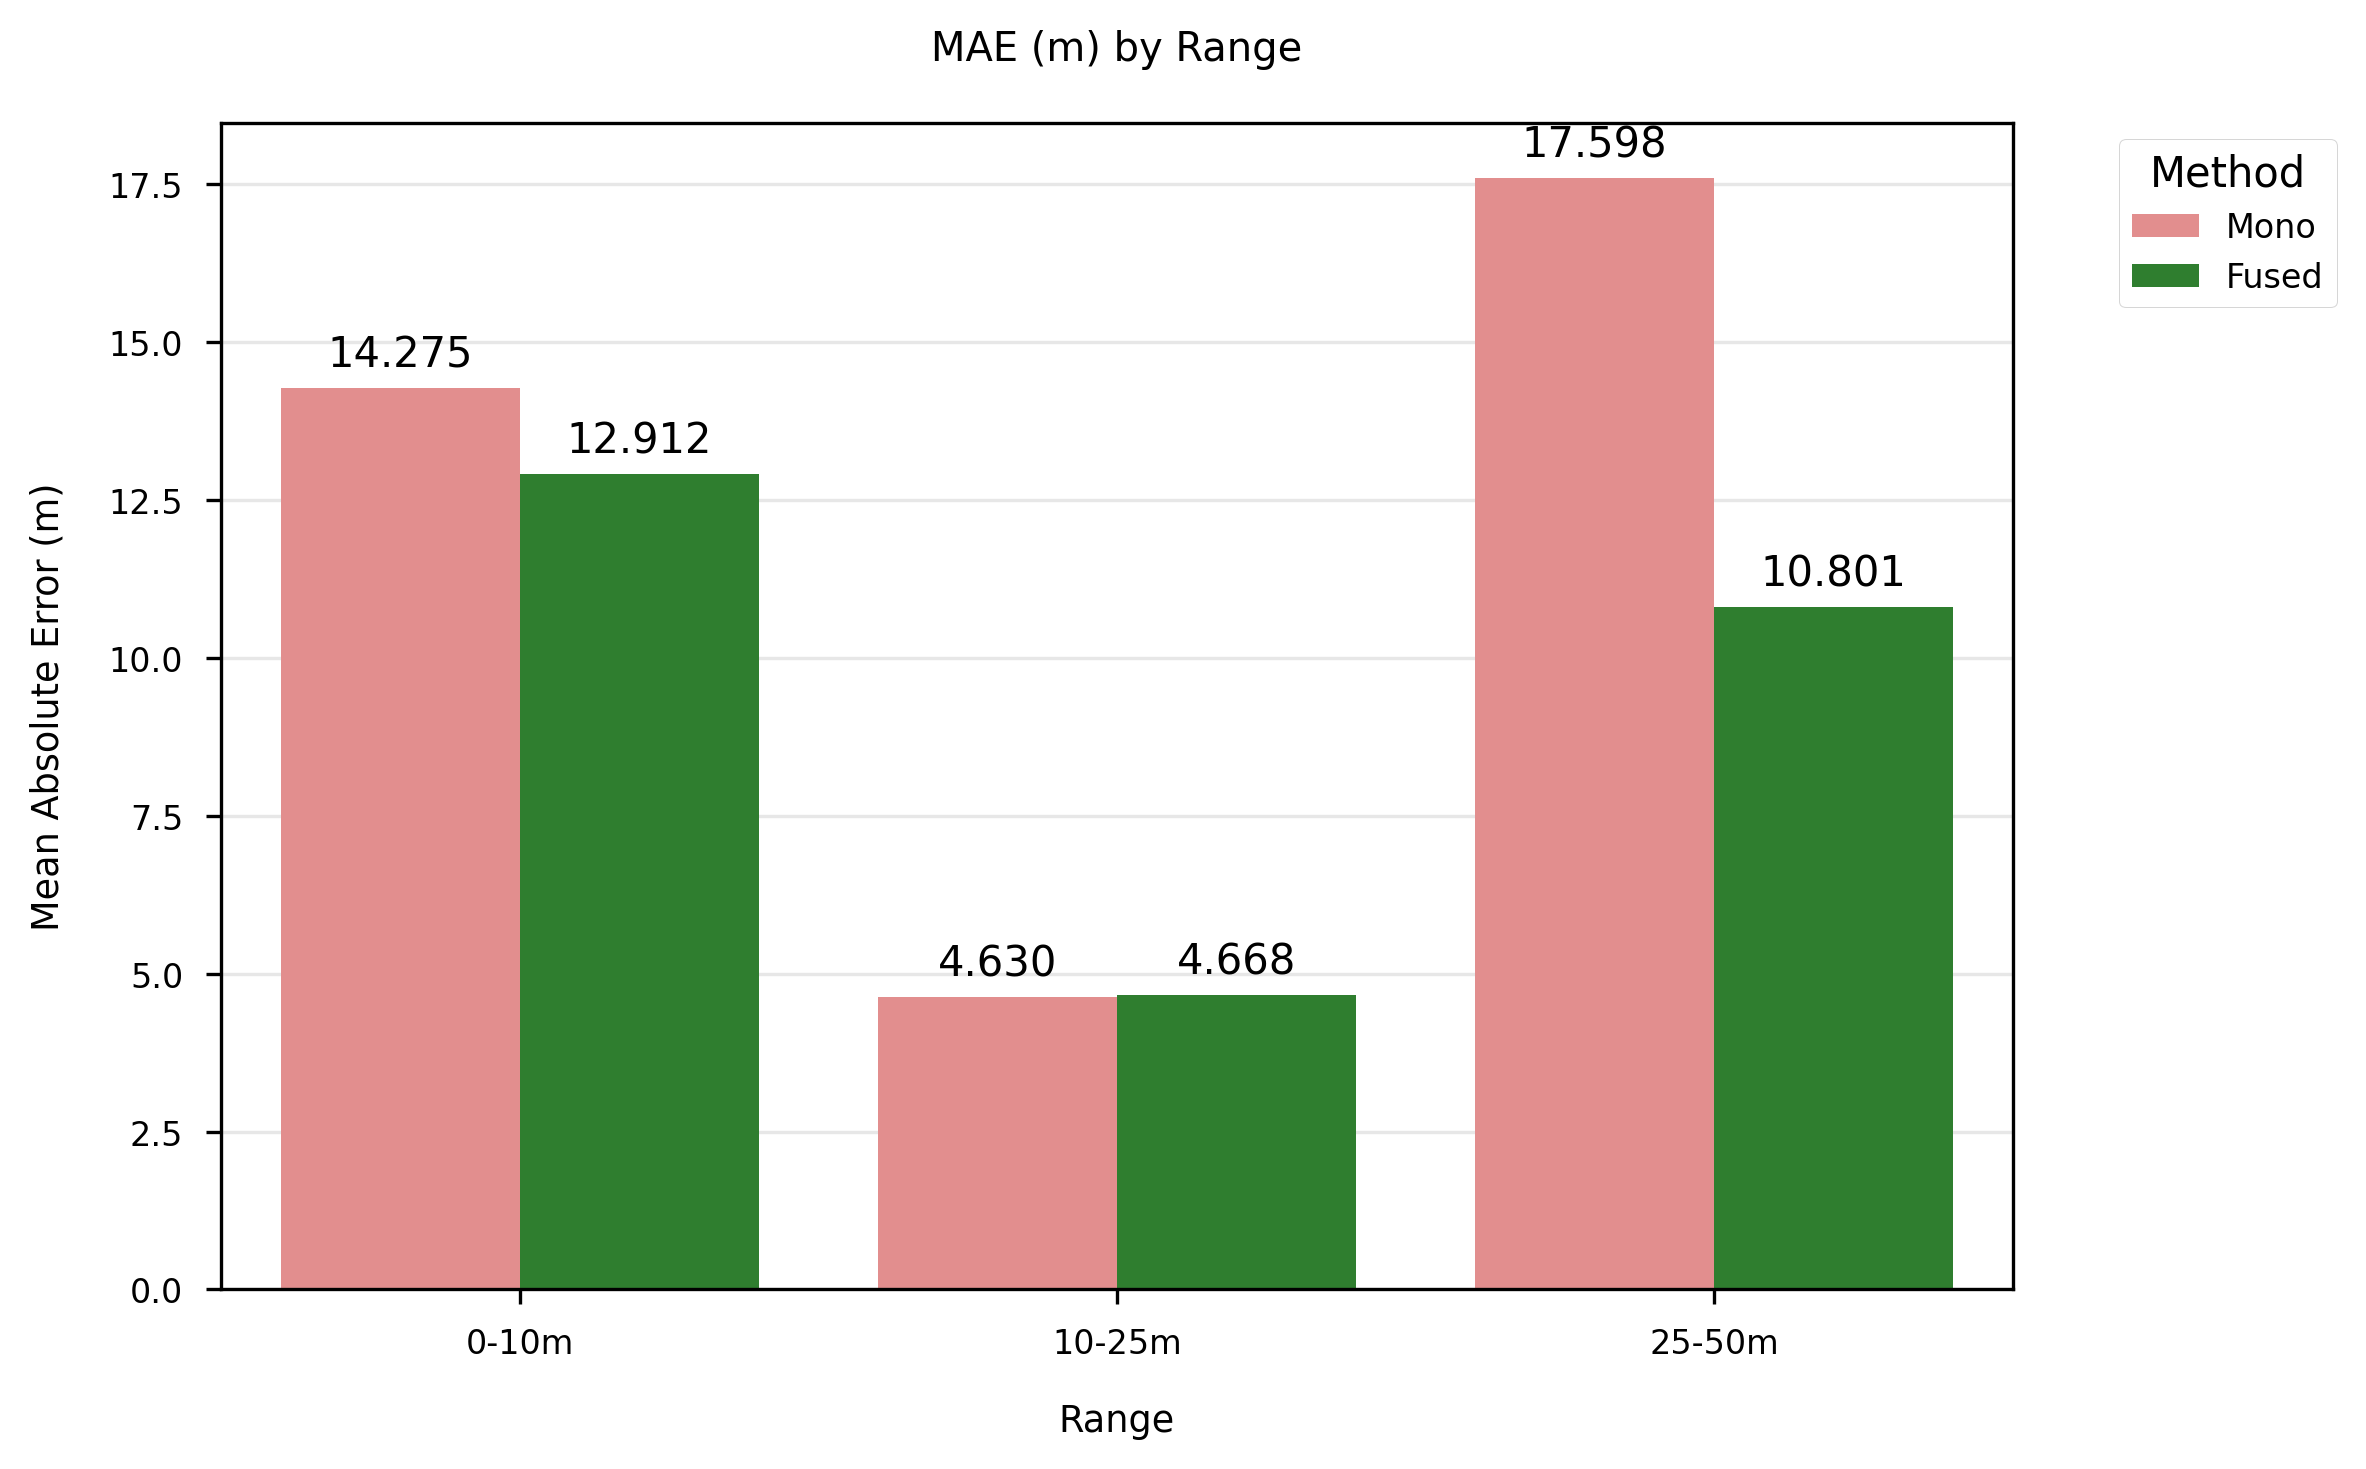 MAE (m) by Range
Method
Mono
Fused
Mean Absolute Error (m)
17.5
15.0
12.5
10.0
7.5
5.0
2.5
0.0
14.275
12.912
4.630
4.668
17.598
10.801
0-10m
10-25m
25-50m
Range